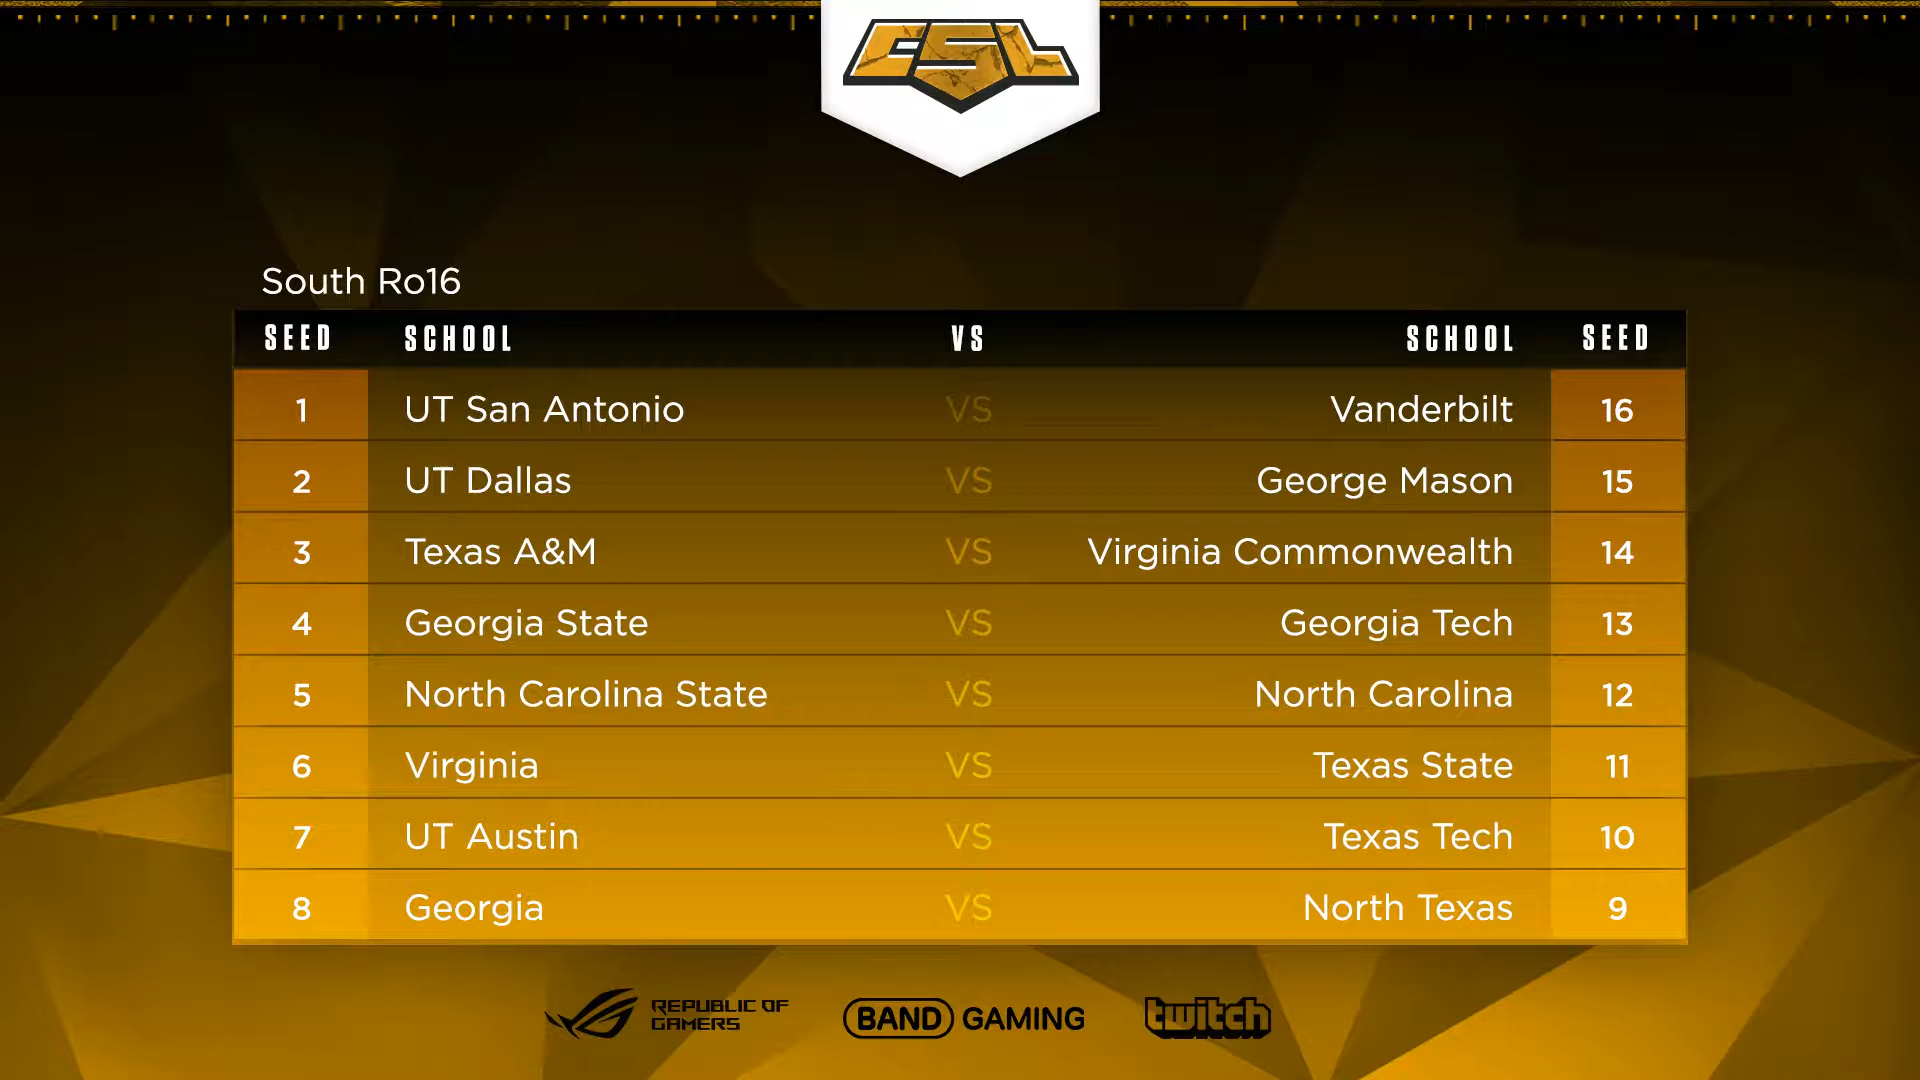 CSL
South Ro16
SEED SCHOOL VS SCHOOL SEED
1 UT San Antonio VS Vanderbilt 16
2 UT Dallas VS George Mason 15
3 Texas A&M VS Virginia Commonwealth 14
4 Georgia State VS Georgia Tech 13
5 North Carolina State VS North Carolina 12
6 Virginia VS Texas State 11
7 UT Austin VS Texas Tech 10
8 Georgia VS North Texas 9
REPUBLIC OF
GAMERS
BAND GAMING
twitch